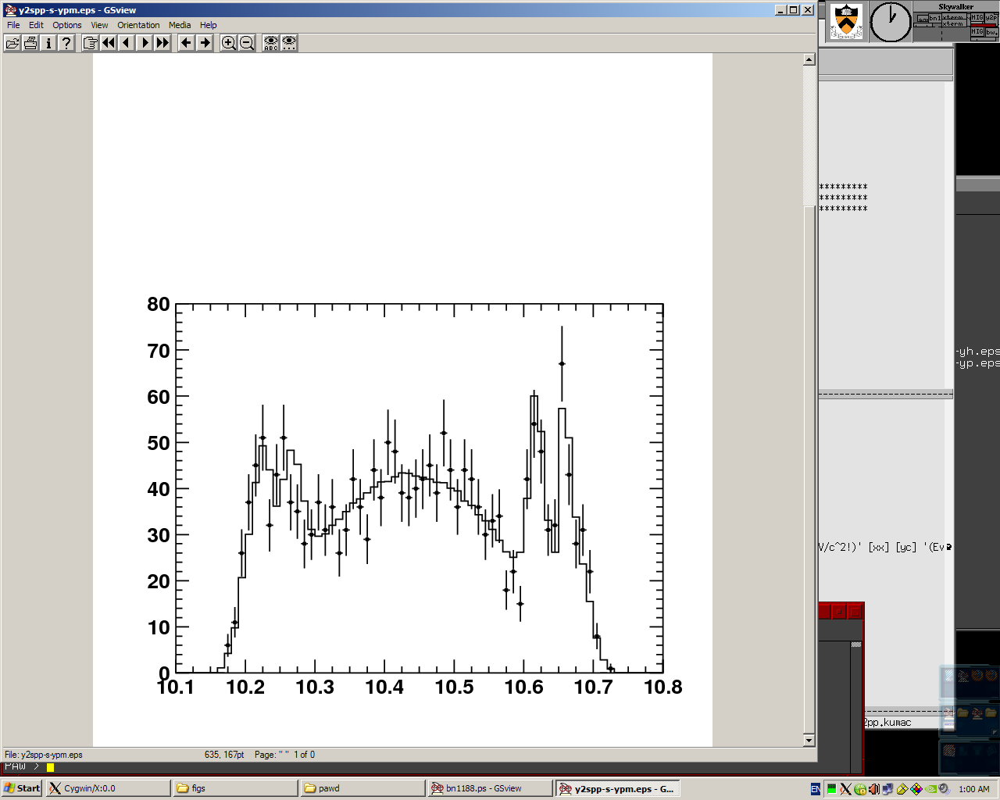 y2spp-s-ypm.eps - GSview
File Edit Options View Orientation Media Help
ABC
Skywalker
bn1 xterm HIG y2p
xterm HIG bw.
*********
*********
*********
-yh.eps
-yp.eps
80
70
60
50
40
30
20
10
0
10.1 10.2 10.3 10.4 10.5 10.6 10.7 10.8
V/c^2!)' [xx] [yc] '(Ev
2pp.kumac
File: y2spp-s-ypm.eps 635, 167pt Page: " " 1 of 0
PAW >
Start Cygwin/X:0.0 figs pawd bn1188.ps - GSview y2spp-s-ypm.eps - G... EN 1:00 AM